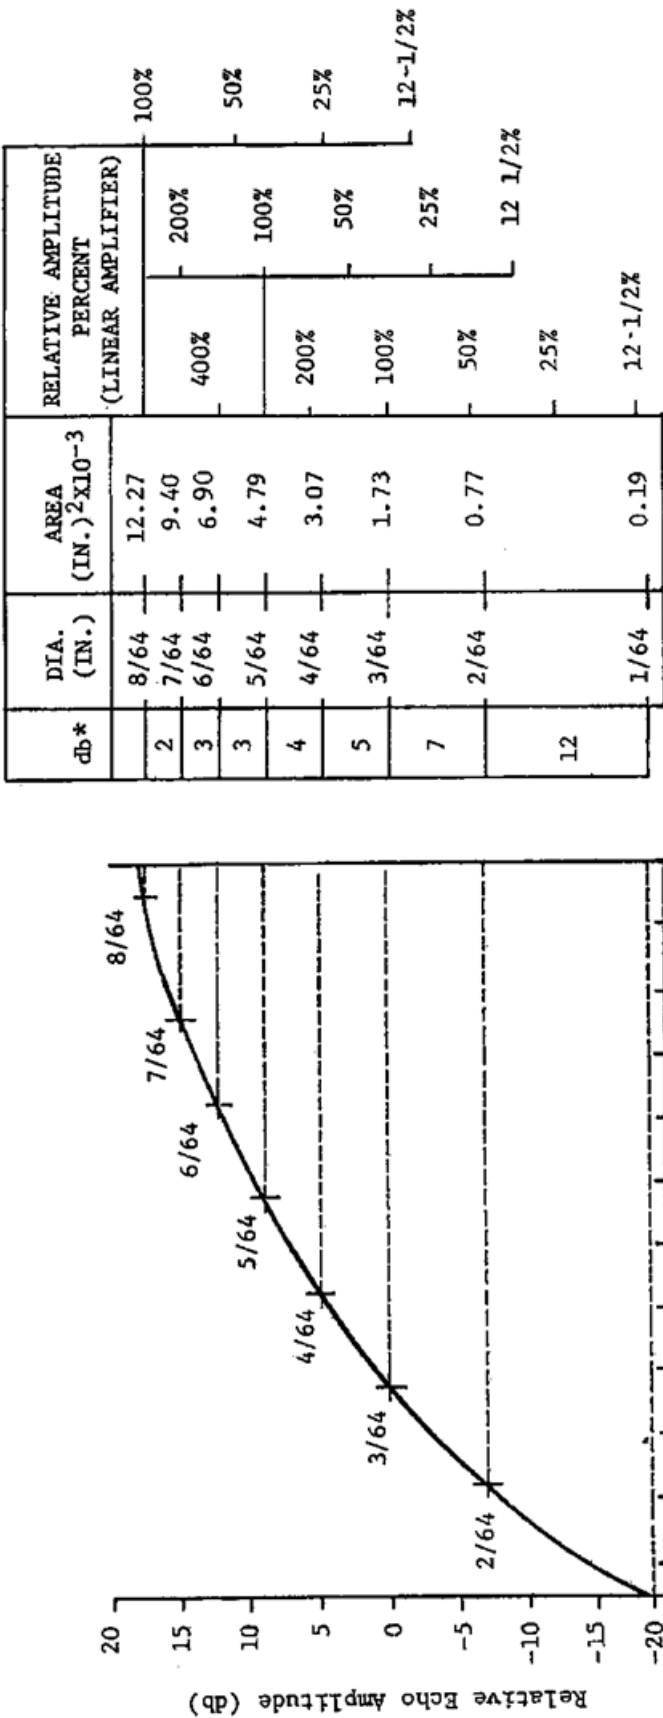 20
15
10
5
0
-5
-10
-15
-20
Relative Echo Amplitude (db)
8/64
7/64
6/64
5/64
4/64
3/64
2/64
db*
DIA.
(IN.)
AREA
(IN.)²X10⁻³
RELATIVE AMPLITUDE
PERCENT
(LINEAR AMPLIFIER)
8/64 12.27
2 7/64 9.40
3 6/64 6.90
3 5/64 4.79
4 4/64 3.07
5 3/64 1.73
7 2/64 0.77
12 1/64 0.19
400%
200%
100%
50%
25%
12-1/2%
200%
100%
50%
25%
12 1/2%
100%
50%
25%
12-1/2%